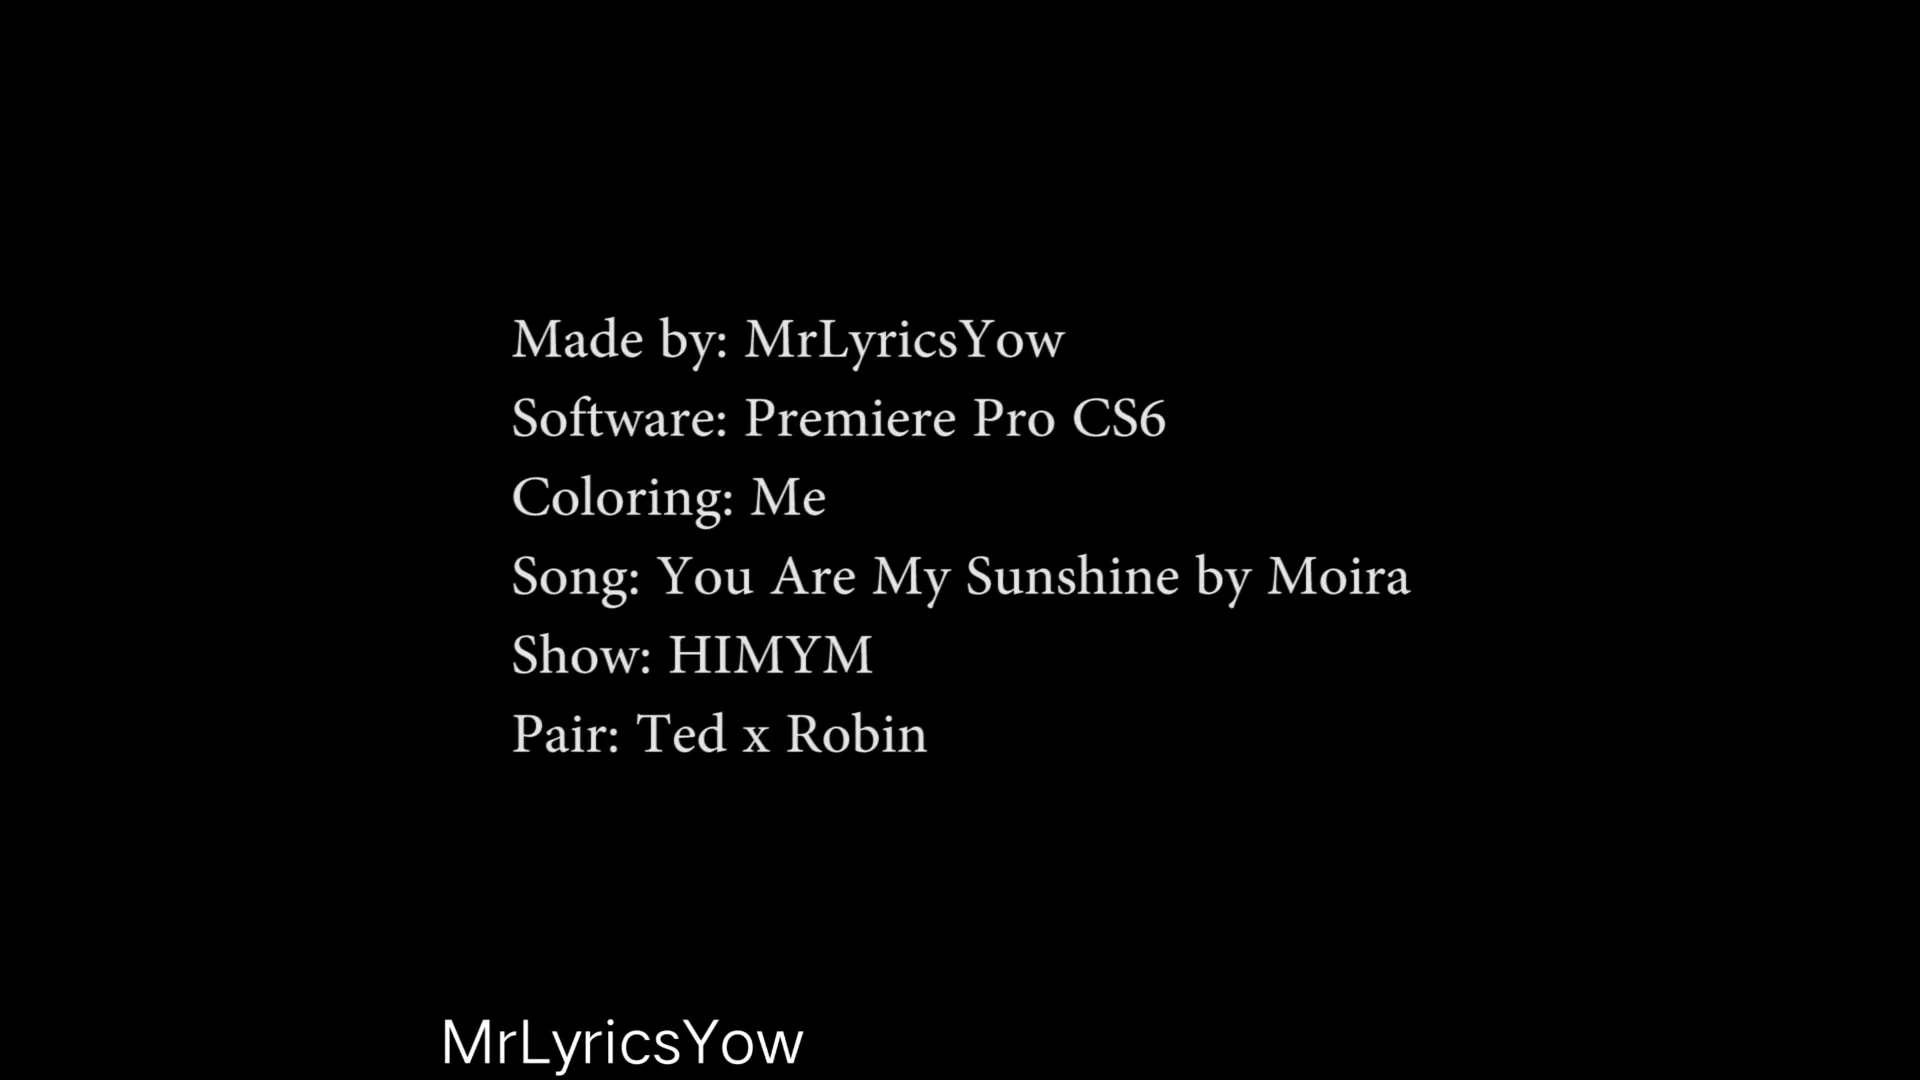 Made by: MrLyricsYow
Software: Premiere Pro CS6
Coloring: Me
Song: You Are My Sunshine by Moira
Show: HIMYM
Pair: Ted x Robin
MrLyricsYow